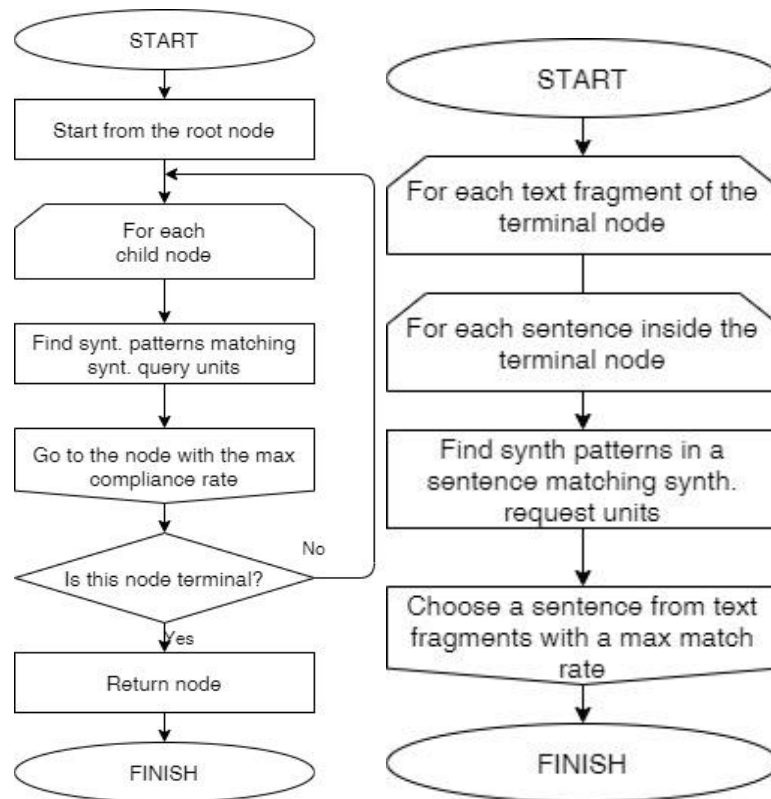 START
Start from the root node
For each
child node
Find synt. patterns matching
synt. query units
Go to the node with the max
compliance rate
No
Is this node terminal?
Yes
Return node
FINISH
START
For each text fragment of the
terminal node
For each sentence inside the
terminal node
Find synth patterns in a
sentence matching synth.
request units
Choose a sentence from text
fragments with a max match
rate
FINISH